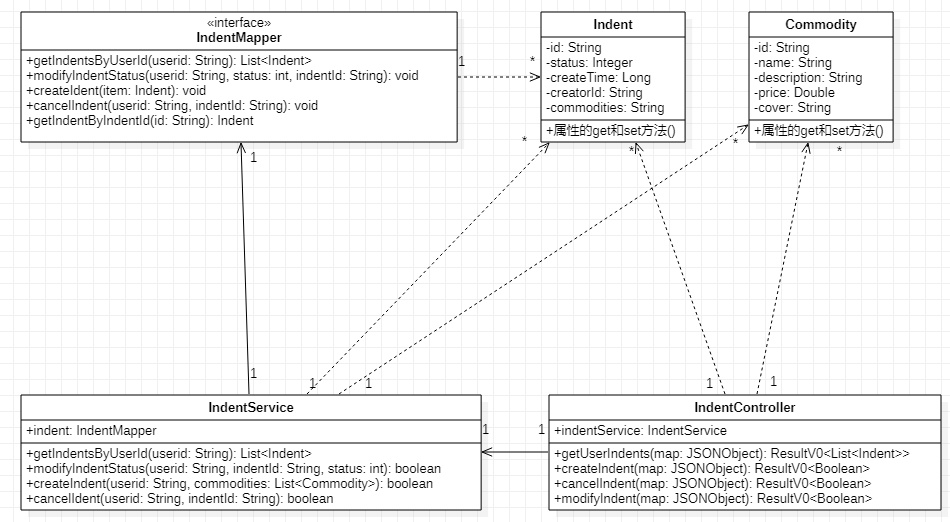 «interface»
IndentMapper
+getIndentsByUserId(userid: String): List<Indent>
+modifyIndentStatus(userid: String, status: int, indentId: String): void
+createIdent(item: Indent): void
+cancelIndent(userid: String, indentId: String): void
+getIndentByIndentId(id: String): Indent
1
*
Indent
-id: String
-status: Integer
-createTime: Long
-creatorId: String
-commodities: String
+属性的get和set方法()
Commodity
-id: String
-name: String
-description: String
-price: Double
-cover: String
+属性的get和set方法()
1
*
*
*
*
1
1
1
1
1
IndentService
+indent: IndentMapper
+getIndentsByUserId(userid: String): List<Indent>
+modifyIndentStatus(userid: String, indentId: String, status: int): boolean
+createIndent(userid: String, commodities: List<Commodity>): boolean
+cancelIdent(userid: String, indentId: String): boolean
1
1
IndentController
+indentService: IndentService
+getUserIndents(map: JSONObject): ResultV0<List<Indent>>
+createIndent(map: JSONObject): ResultV0<Boolean>
+cancelIndent(map: JSONObject): ResultV0<Boolean>
+modifyIndent(map: JSONObject): ResultV0<Boolean>